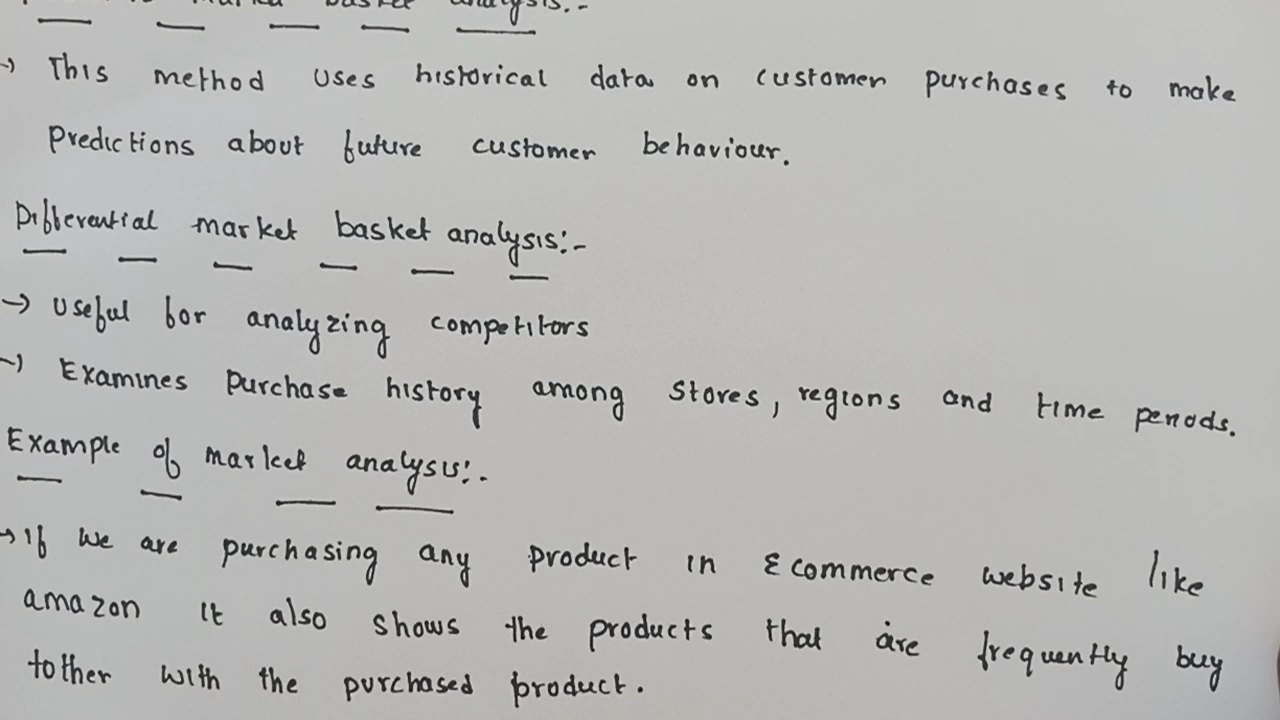 basket analysis:-
→ This method uses historical data on customer purchases to make
predictions about future customer behaviour.
Differential market basket analysis:-
→ useful for analyzing competitors
→ Examines purchase history among stores, regions and time periods.
Example of market analysis:-
→ If we are purchasing any product in Ecommerce website like
amazon it also shows the products that are frequently buy
tother with the purchased product.